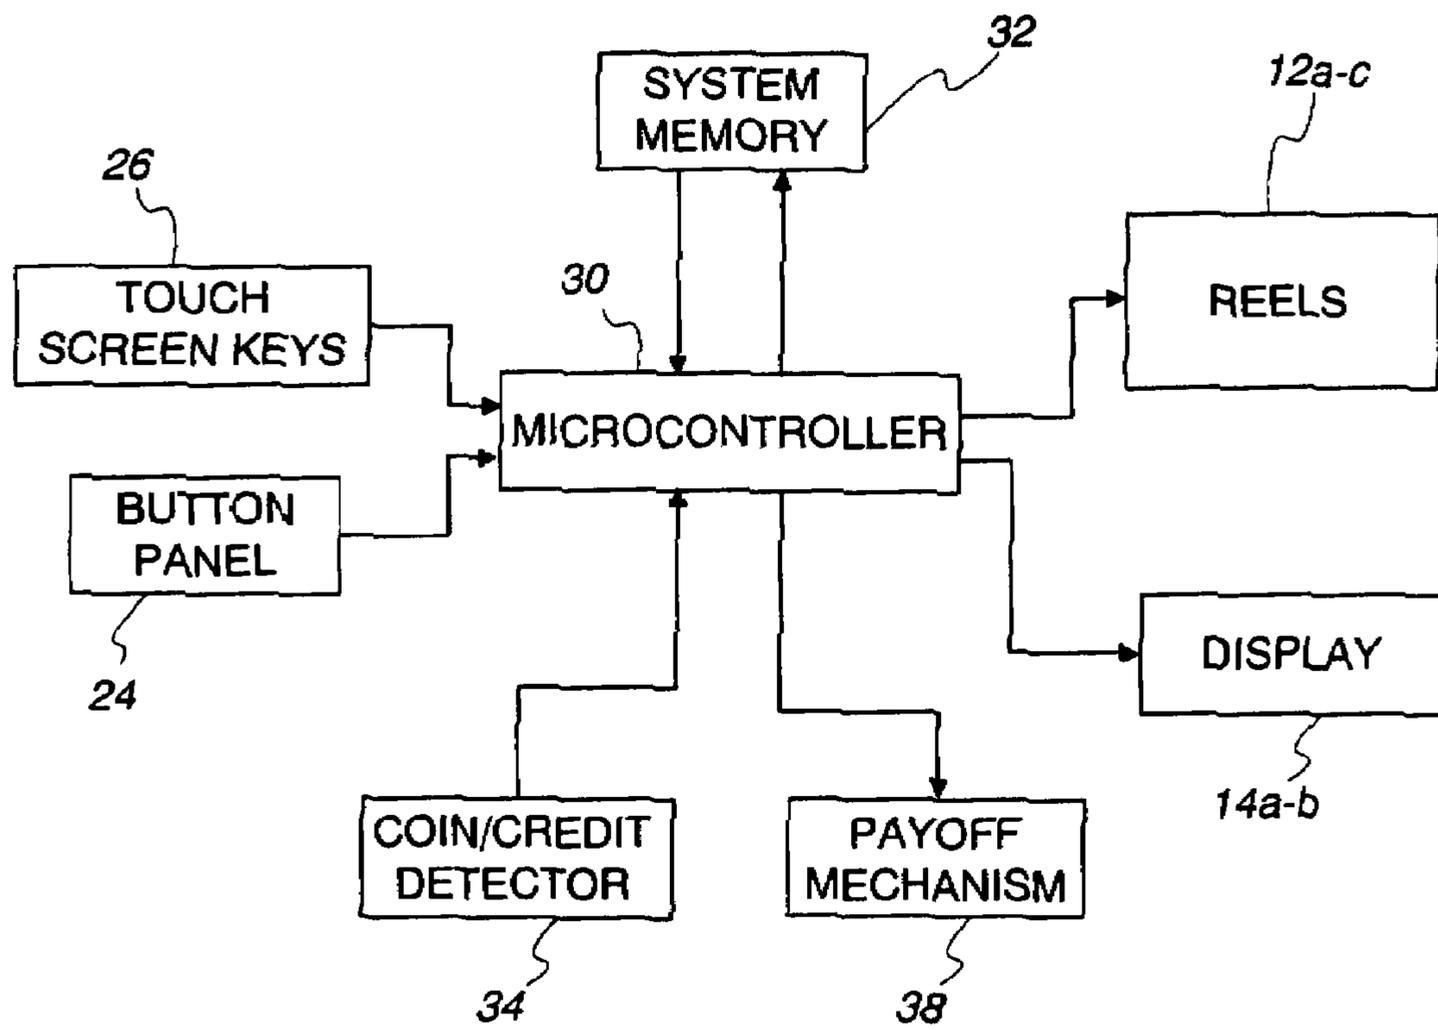 32
SYSTEM
MEMORY
12a-c
26
TOUCH
SCREEN KEYS
30
REELS
MICROCONTROLLER
BUTTON
PANEL
24
DISPLAY
14a-b
COIN/CREDIT
DETECTOR
34
PAYOFF
MECHANISM
38